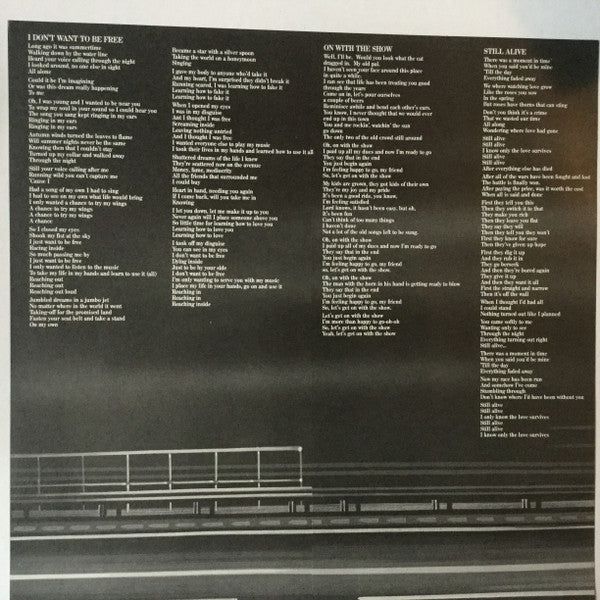 I DON'T WANT TO BE FREE
Long ago it was summertime
Walking down by the water line
Heard your voice calling through the night
I looked around, no one else in sight
All alone
Could it be I'm imagining
Or was this dream really happening
To me
Oh, I was young and I wanted to be near you
To wrap my soul in your sound so I could hear you
The song you sang kept ringing in my ears
Ringing in my ears
Ringing in my ears
Autumn winds turned the leaves to flame
Will summer nights never be the same
Knowing then that I couldn't stay
Turned up my collar and walked away
Through the night
Still your voice calling after me
Running wild you can't capture me
'Cause I
Had a song of my own I had to sing
I had to see on my own what life would bring
I only wanted a chance to try my wings
A chance to try my wings
A chance to try my wings
A chance
So I closed my eyes
Shook my fist at the sky
I just want to be free
Racing inside
So much passing me by
I just want to be free
I only wanted to listen to the music
To take my life in my hands and learn to use it (all)
Reaching out
Reaching out
Reaching out loud
Jumbled dreams in a jumbo jet
No matter where in the world it went
Taking-off for the promised land
Fasten your seat belt and take a stand
On my own
Became a star with a silver spoon
Taking the world on a honeymoon
Singing
I gave my body to anyone who'd take it
And my heart, I'm surprised they didn't break it
Running scared, I was learning how to fake it
Learning how to fake it
Learning how to fake it
When I opened my eyes
I was in my disguise
And I thought I was free
Screaming inside
Leaving nothing untried
And I thought I was free
I wanted everyone else to play my music
I took their lives in my hands and learned how to use it all
Shattered dreams of the life I knew
They're scattered now on the avenue
Money, fame, mediocrity
All the friends that surrounded me
I could buy
Heart in hand, needing you again
If I came back, will you take me in
Knowing
I let you down, let me make it up to you
Never again will I place someone above you
So little time for learning how to love you
Learning how to love you
Learning how to love
I took off my disguise
You can see in my eyes
I don't want to be free
Dying inside
Just to be by your side
I don't want to be free
I'm only wanting to serve you with my music
I place my life in your hands, go on and use it
Reaching in
Reaching in
Reaching inside
ON WITH THE SHOW
Well, I'll be. Would you look what the cat
dragged in. My old pal.
I haven't seen your face around this place
in quite a while.
I can see that life has been treating you good
through the years
Come on in, let's pour ourselves
a couple of beers
Reminisce awhile and bend each other's ears.
You know, I never thought that we would ever
end up in this town
You and me rockin', watchin' the sun
go down
The only two of the old crowd still around
Oh, on with the show
I paid up all my dues and now I'm ready to go
They say that in the end
You just begin again
I'm feeling happy to go, my friend
So, let's get on with the show
My kids are grown, they got kids of their own
They're my joy and my pride
It's been a good ride, you know.
I'm feeling satisfied
Lord knows, it hasn't been easy, but oh,
It's been fun
Can't think of too many things
I haven't done
Not a lot of the old songs left to be sung.
Oh, on with the show
I paid up all of my dues and now I'm ready to go
They say that in the end
You just begin again
I'm feeling happy to go, my friend
so, let's get on with the show.
Oh, on with the show
The man with the horn in his hand is getting ready to blow
They say that in the end
You just begin again
I'm feeling happy to go, my friend
So, let's get on with the show.
Let's get on with the show
I'm more than happy to go-oh-oh
So, let's get on with the show
Yeah, let's get on with the show
STILL ALIVE
There was a moment in time
When you said you'd be mine
'Till the day
Everything faded away
We where watching love grow
Like the roses you sow
in the spring
But roses have thorns that can sting
Don't you think it's a crime
That we wasted our time
All along
Wondering where love had gone
Still alive
Still alive
I know only the love survives
Still alive
Still alive
After everything else has died
After all of the wars have been fought and lost
The battle is finally won.
After paying the price, was it worth the cost
When all is said and done
First they tell you this
Then they switch it to that
They make you rich
Then they leave you flat
They say they will
Then they tell you they won't
First they know for sure
Then they've given up hope
First they dig it up
And they rule it in
They go berserk
And then they're buried again
They give it up
And then they want it all
First the straight and narrow
Then it's off the wall
When I thought I'd had all
I could stand
Nothing turned out like I planned
You came softly to me
Wanting only to see
Through the night
Everything turning out right
Still alive...
There was a moment in time
When you said you'd be mine
'Till the day
Everything faded away
Now my race has been run
And somehow I've come
Stumbling through
Don't know where I'd have been without you
Still alive
Still alive
I only know the love survives
Still alive
Still alive
I know only the love survives